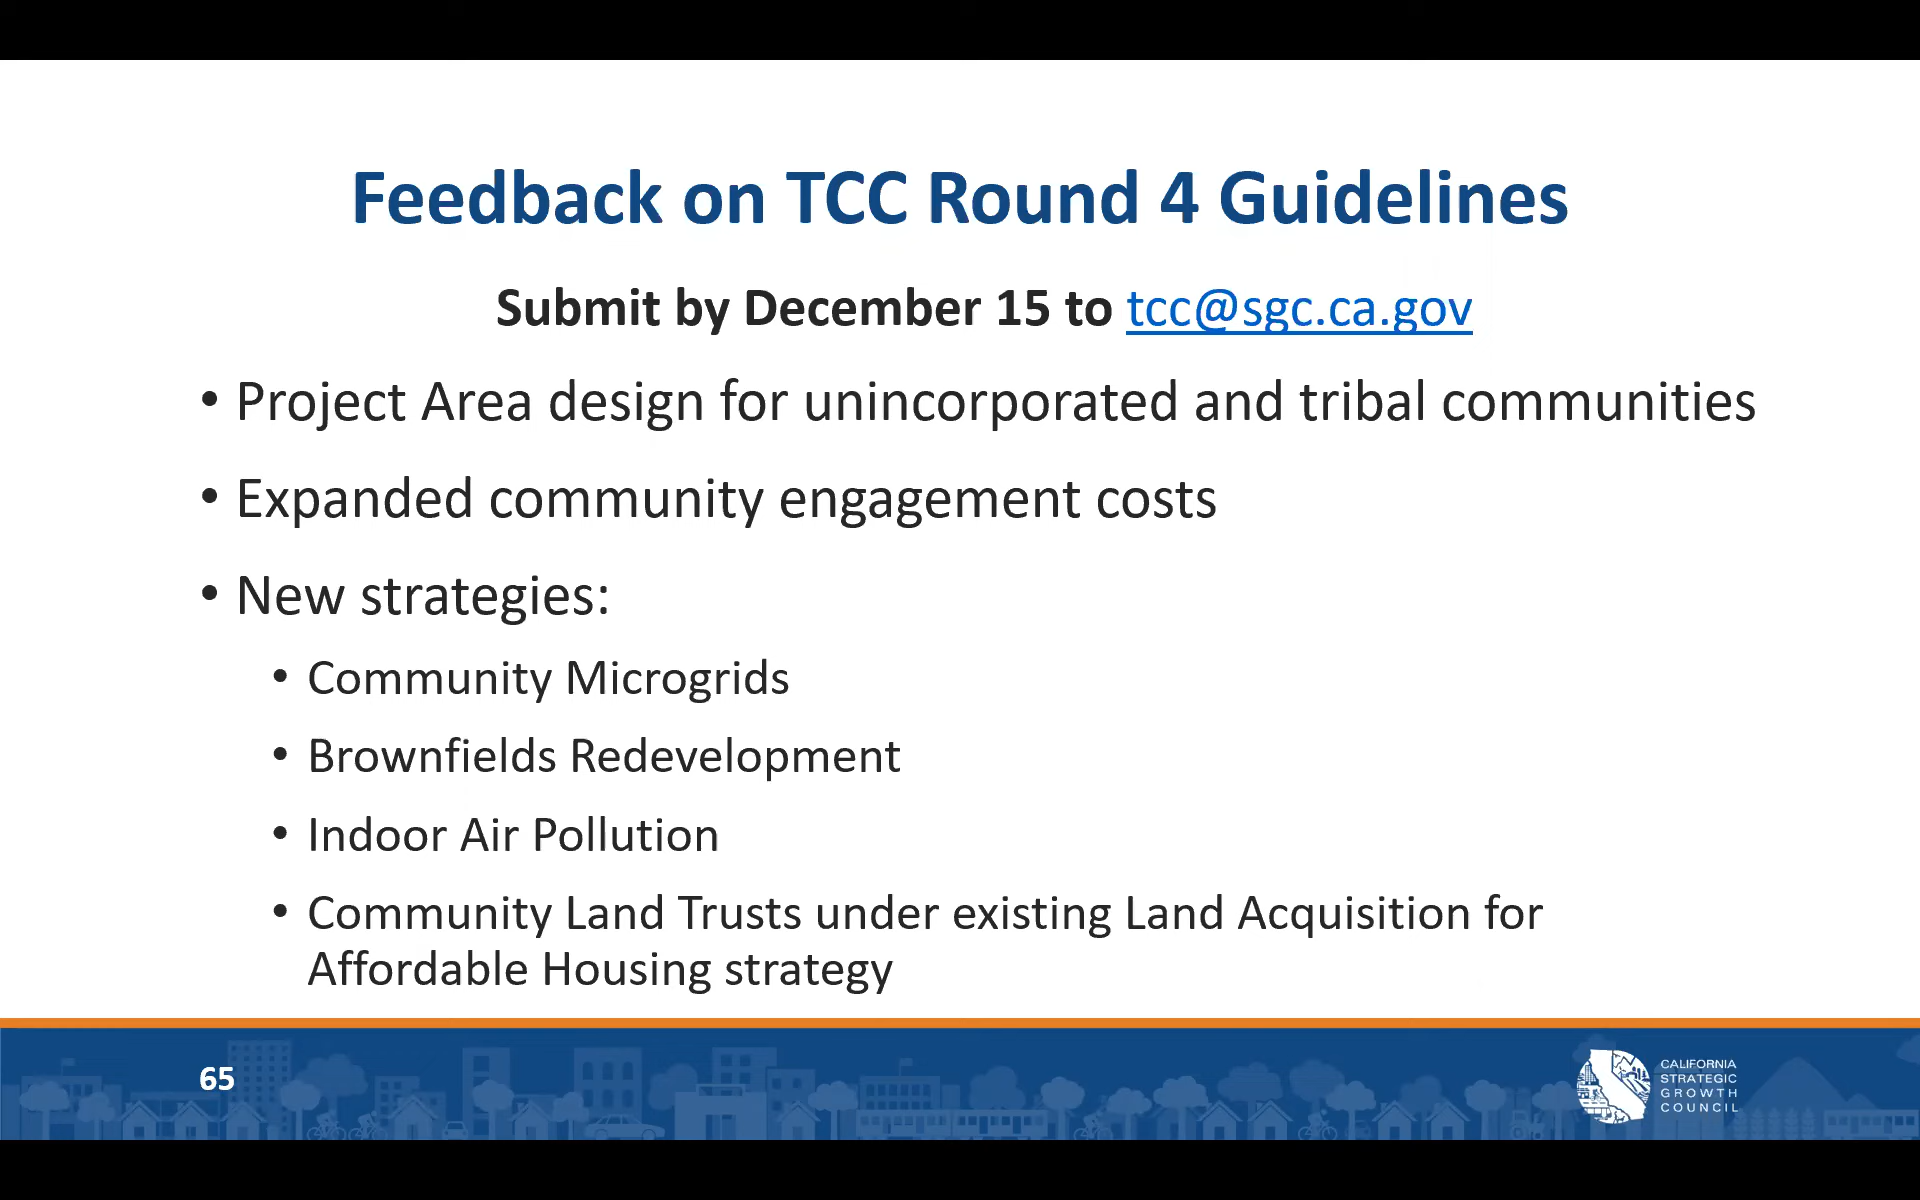 Feedback on TCC Round 4 Guidelines
Submit by December 15 to tcc@sgc.ca.gov
• Project Area design for unincorporated and tribal communities
• Expanded community engagement costs
• New strategies:
• Community Microgrids
• Brownfields Redevelopment
• Indoor Air Pollution
• Community Land Trusts under existing Land Acquisition for
Affordable Housing strategy
65
CALIFORNIA
STRATEGIC
GROWTH
COUNCIL